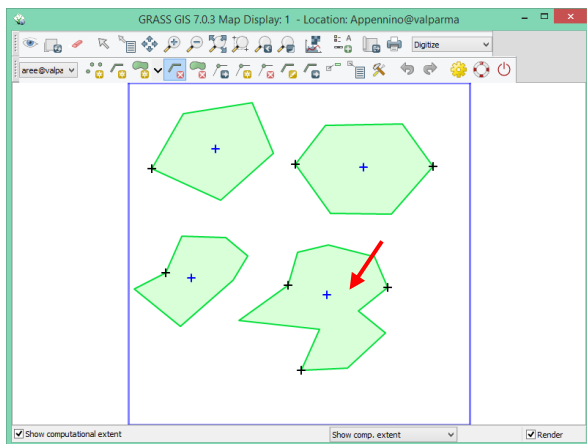 GRASS GIS 7.0.3 Map Display: 1 - Location: Appennino@valparma
Digitize
aree@valpa
Show computational extent
Show comp. extent
Render